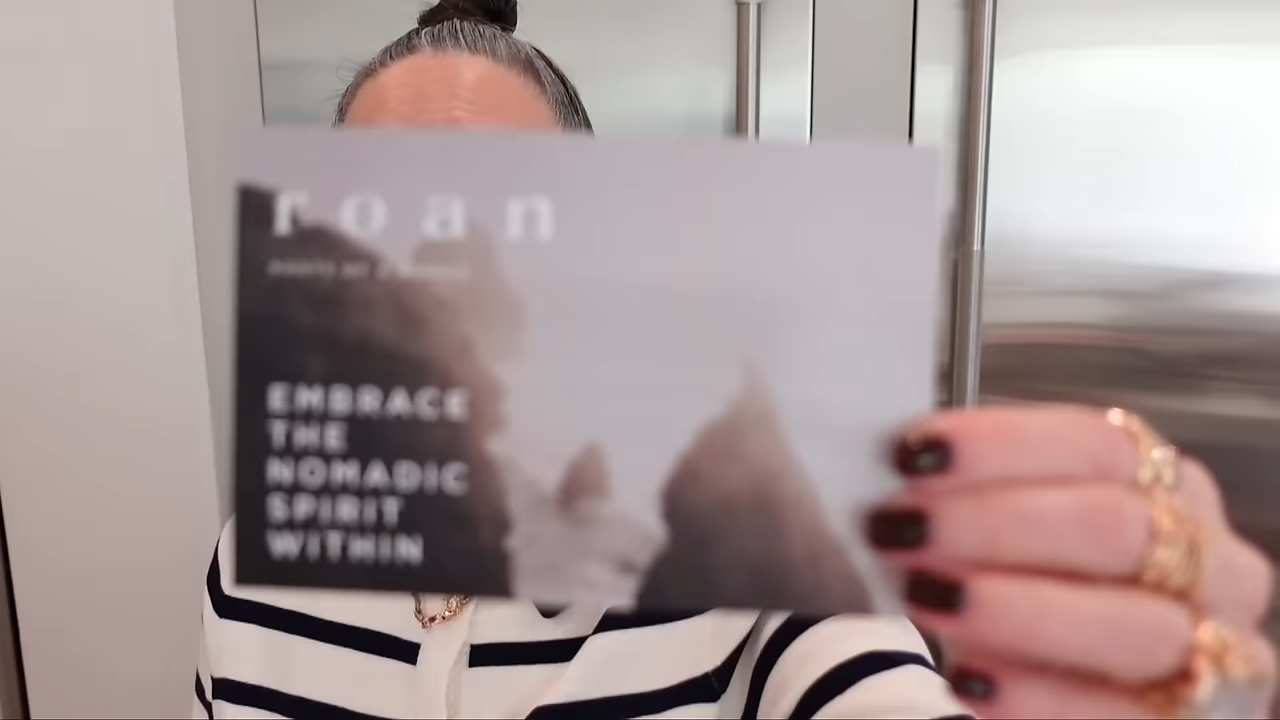 roan
EMBRACE
THE
NOMADIC
SPIRIT
WITHIN